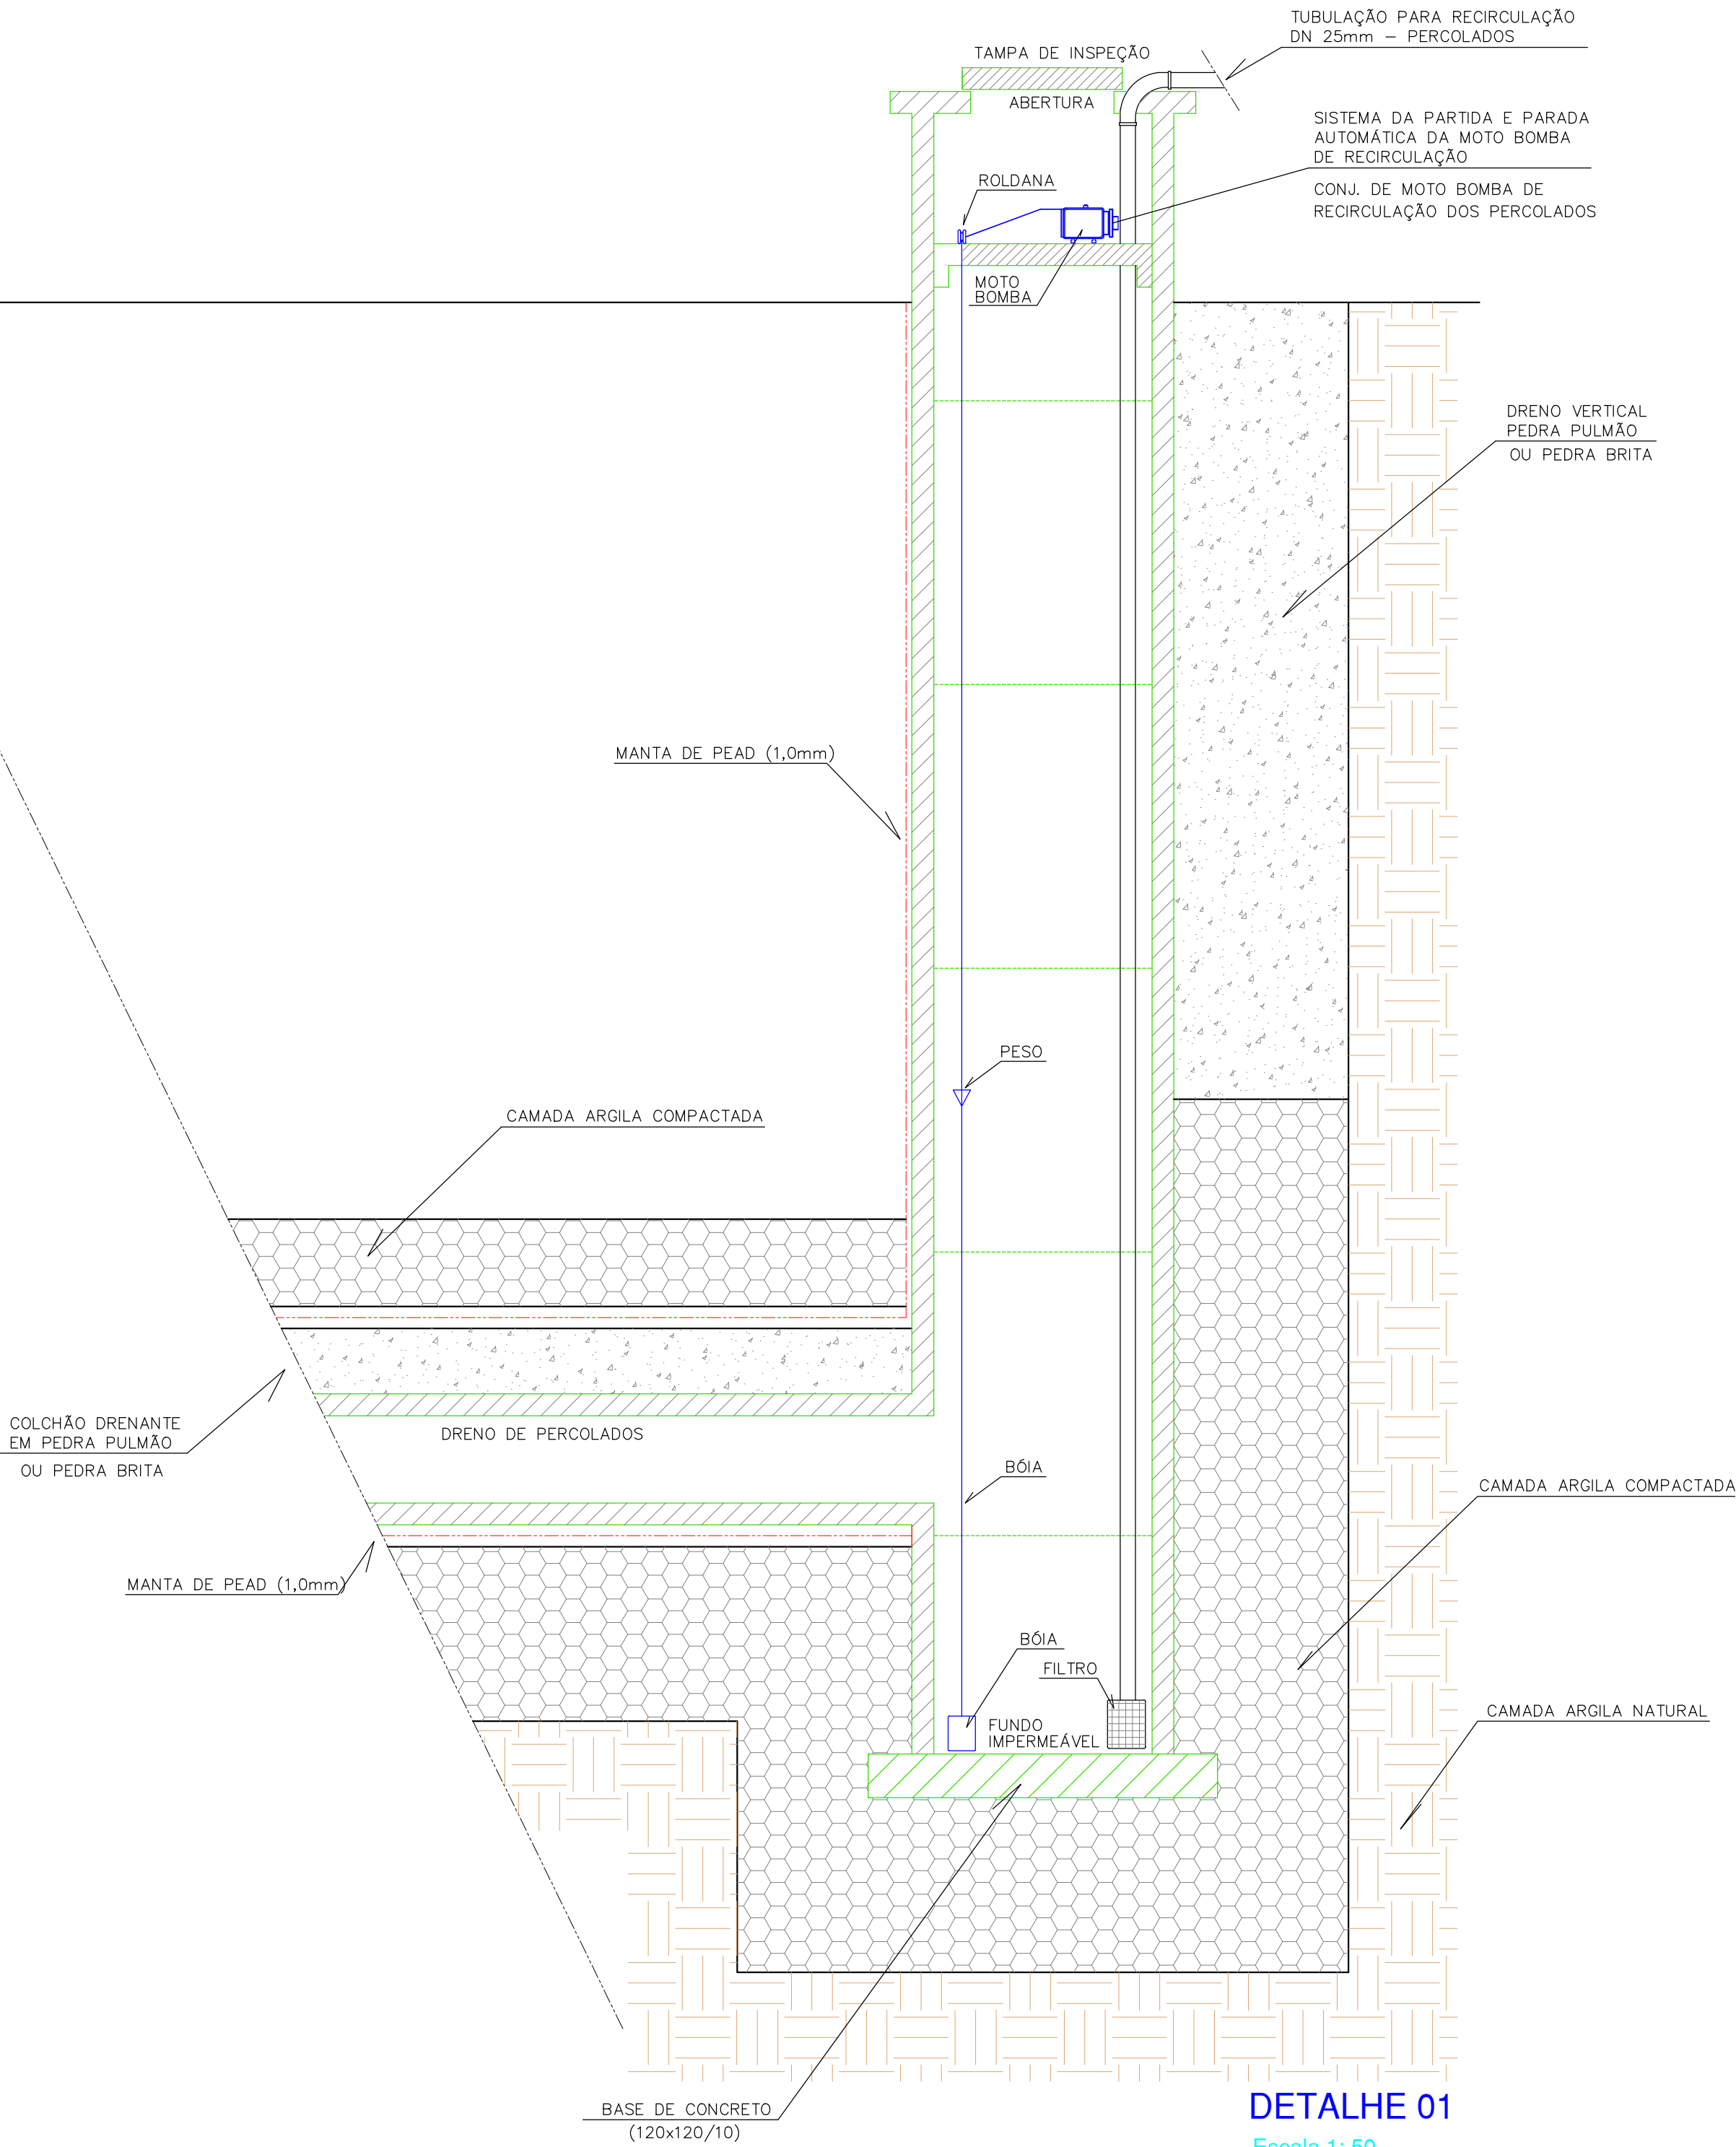 TUBULAÇÃO PARA RECIRCULAÇÃO
DN 25mm – PERCOLADOS
TAMPA DE INSPEÇÃO
ABERTURA
SISTEMA DA PARTIDA E PARADA
AUTOMÁTICA DA MOTO BOMBA
DE RECIRCULAÇÃO
CONJ. DE MOTO BOMBA DE
RECIRCULAÇÃO DOS PERCOLADOS
ROLDANA
MOTO
BOMBA
DRENO VERTICAL
PEDRA PULMÃO
OU PEDRA BRITA
MANTA DE PEAD (1,0mm)
PESO
CAMADA ARGILA COMPACTADA
COLCHÃO DRENANTE
EM PEDRA PULMÃO
OU PEDRA BRITA
DRENO DE PERCOLADOS
BÓIA
CAMADA ARGILA COMPACTADA
MANTA DE PEAD (1,0mm)
BÓIA
FILTRO
FUNDO
IMPERMEÁVEL
CAMADA ARGILA NATURAL
BASE DE CONCRETO
(120x120/10)
DETALHE 01
Escala 1: 50